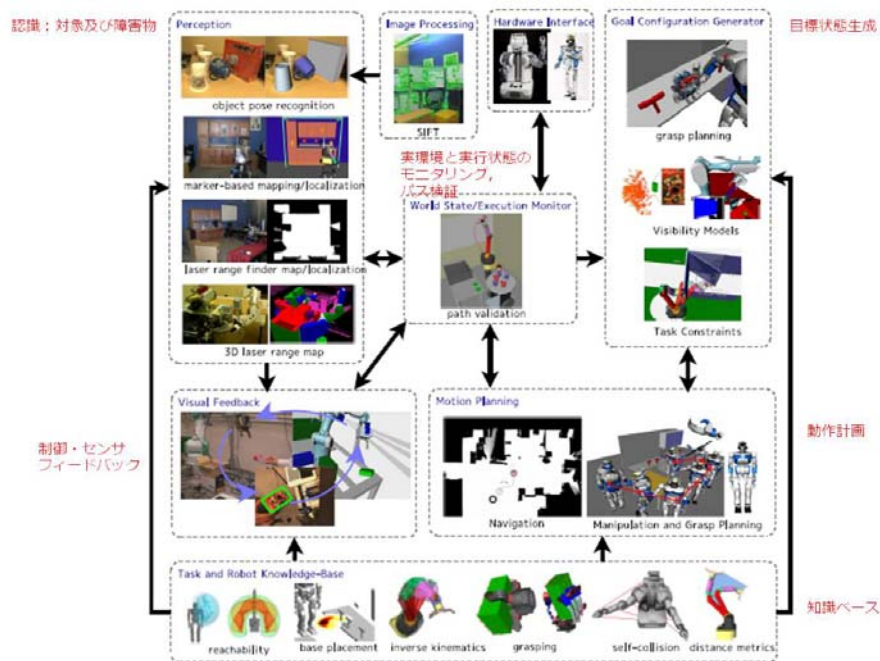 認識：対象及び障害物
Perception
object pose recognition
marker-based mapping/localization
laser range finder map/localization
3D laser range map
Image Processing
SIFT
Hardware Interface
Goal Configuration Generator
目標状態生成
grasp planning
Visibility Models
Task Constraints
実環境と実行状態の
モニタリング,
パス検証
World State/Execution Monitor
path validation
制御・センサ
フィードバック
Visual Feedback
Motion Planning
Navigation
Manipulation and Grasp Planning
動作計画
Task and Robot Knowledge-Base
reachability
base placement
inverse kinematics
grasping
self-collision
distance metrics
知識ベース